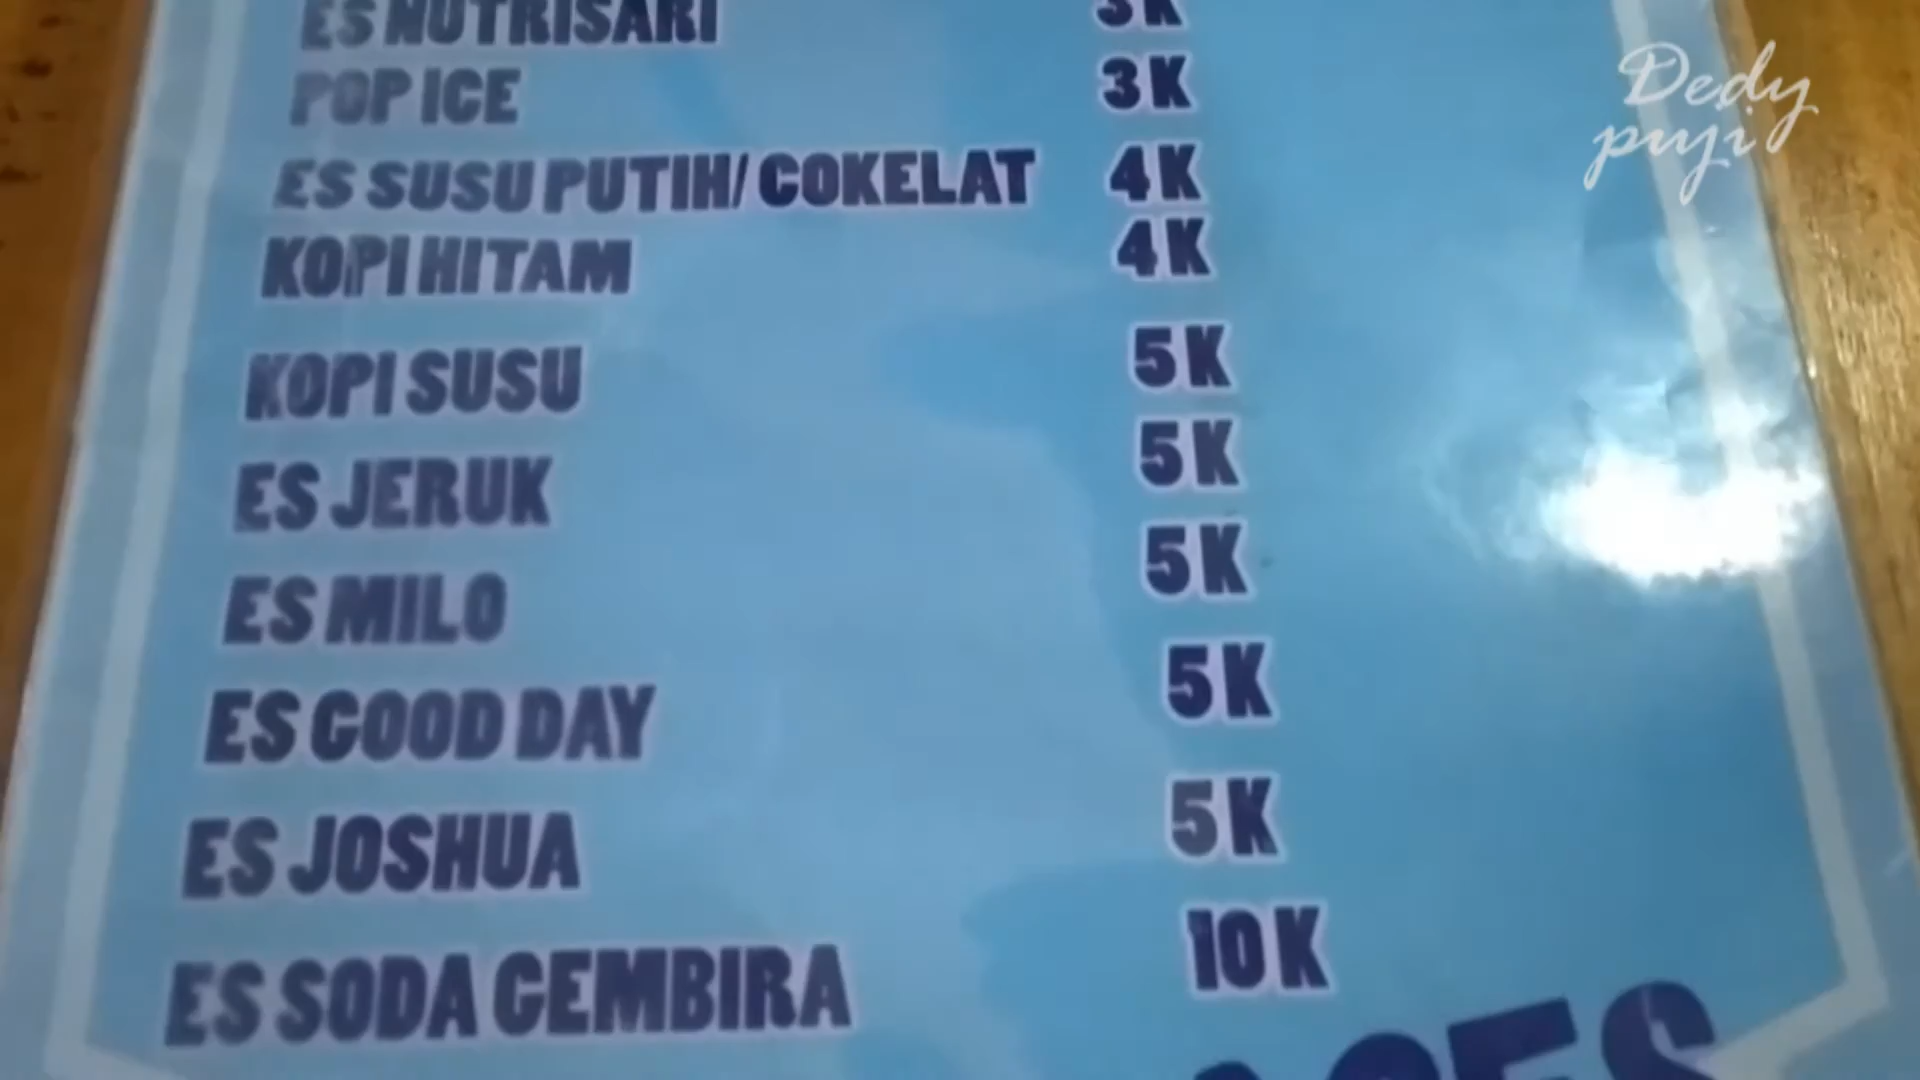 ES NUTRISARI 3K
POP ICE 3K
ES SUSU PUTIH/COKELAT 4K
KOPI HITAM 4K
KOPI SUSU 5K
ES JERUK 5K
ES MILO 5K
ES GOOD DAY 5K
ES JOSHUA 5K
ES SODA GEMBIRA 10K
Dedy
puji